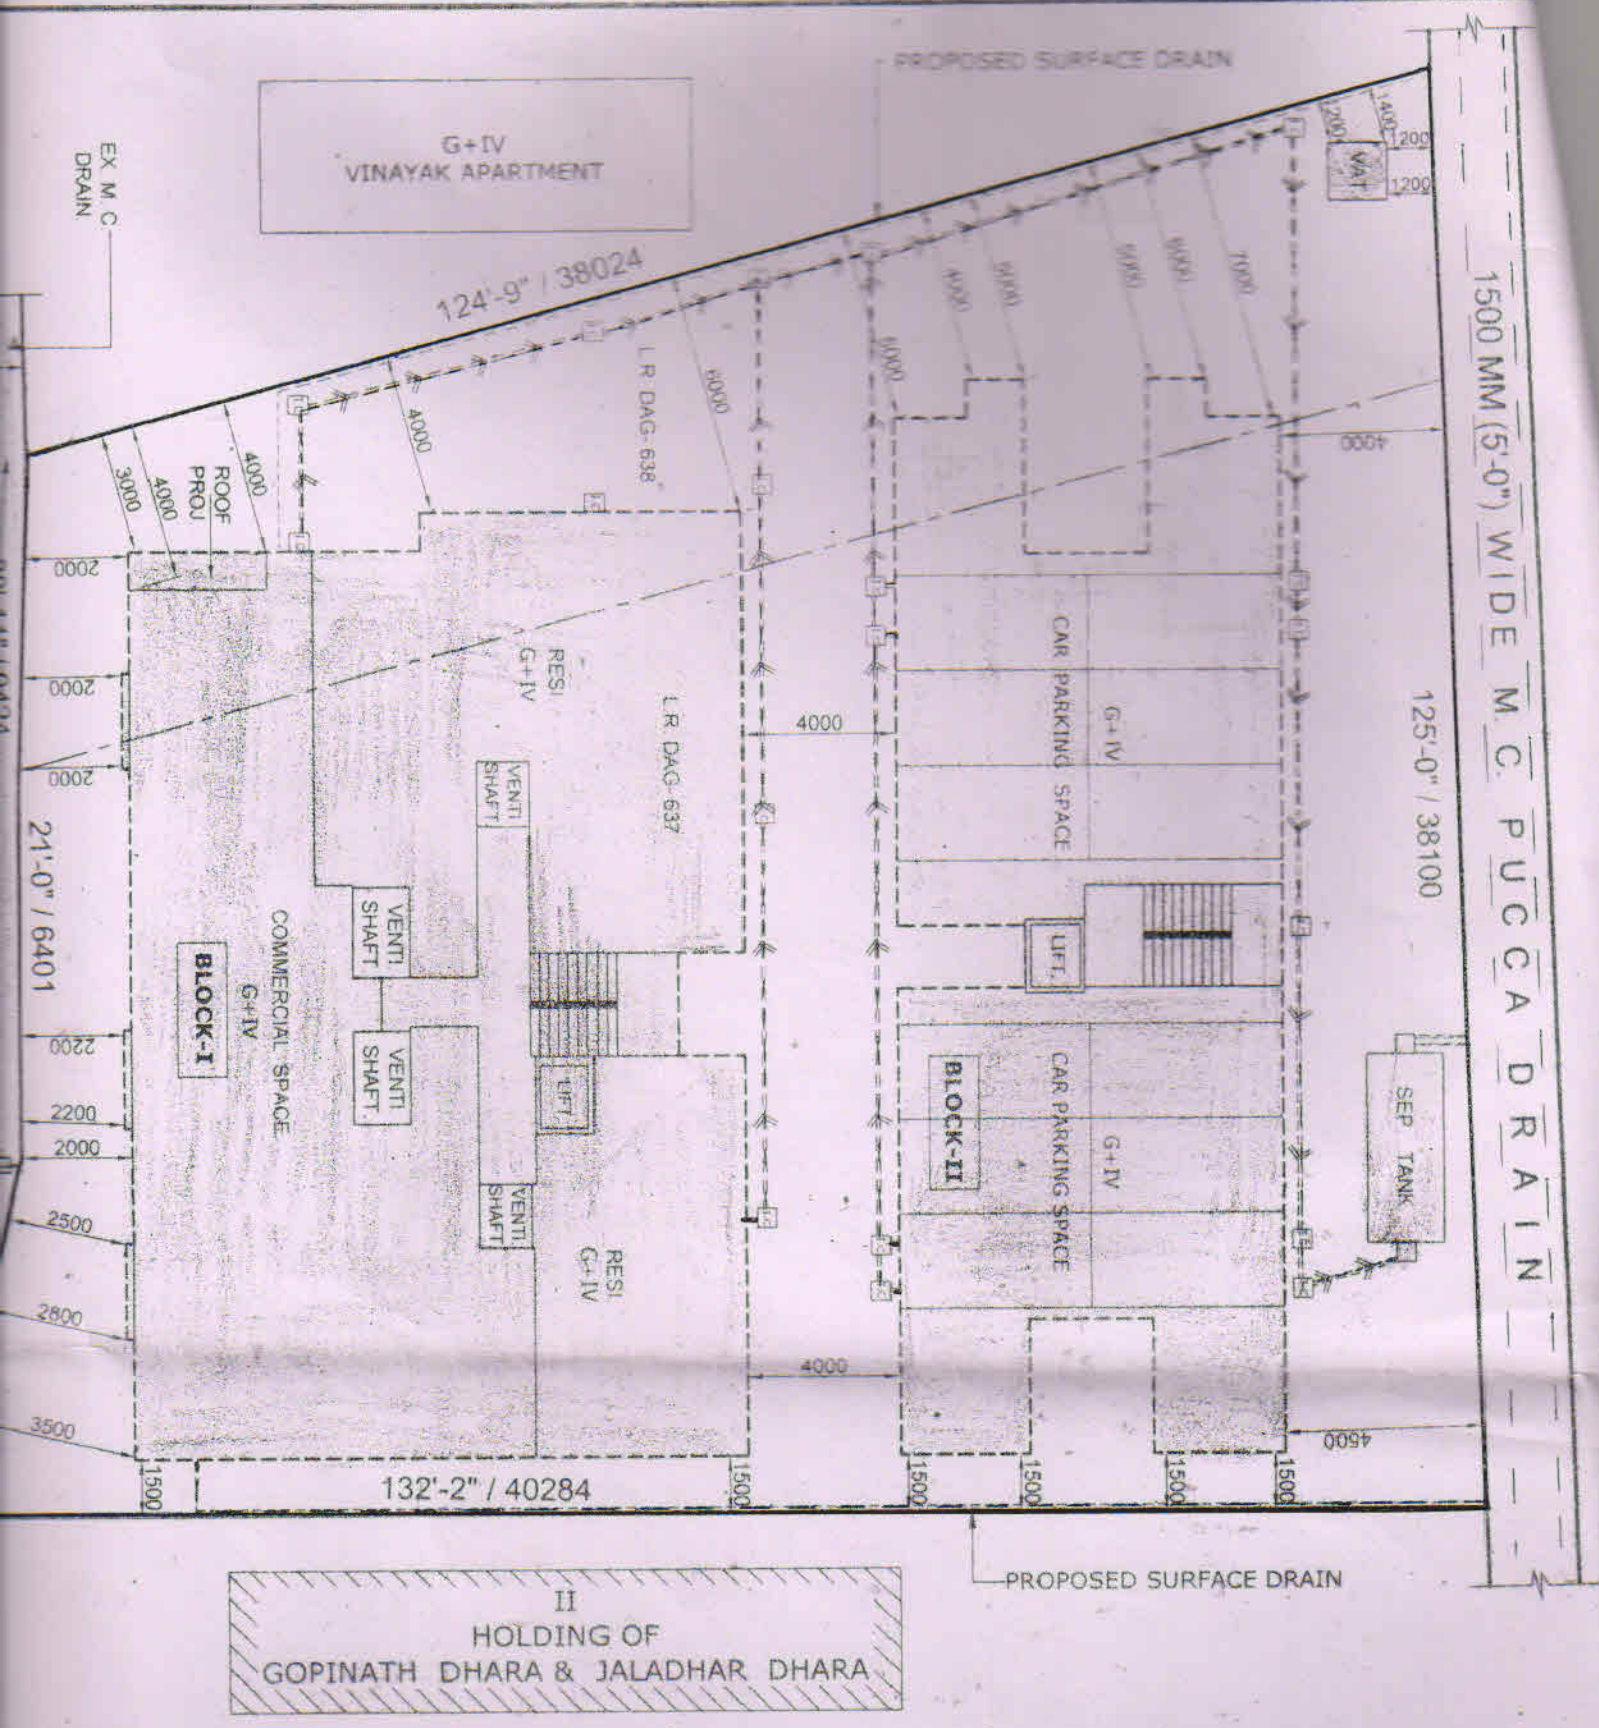 PROPOSED SURFACE DRAIN
G+IV
VINAYAK APARTMENT
EX. M. C.
DRAIN.
124'-9" / 38024
1400
1200
1200
1200
VAT
1500 MM (5'-0") WIDE M. C. PUCCA DRAIN
125'-0" / 38100
7000
6000
5000
5000
4000
6000
6000
4000
4000
L.R. DAG-638
ROOF
PROJ
4000
4000
3000
2000
2000
2000
21'-0" / 6401
2200
2200
2000
2500
2800
3500
RESI
G+IV
L.R. DAG-637
4000
CAR PARKING SPACE
G+IV
VENTI
SHAFT
VENTI
SHAFT
VENTI
SHAFT.
VENTI
SHAFT
LIFT.
LIFT.
COMMERCIAL SPACE
G+IV
BLOCK-I
BLOCK-II
CAR PARKING SPACE
G+IV
SEP. TANK
RESI
G+IV
4000
4500
1500
132'-2" / 40284
1500
1500
1500
1500
1500
PROPOSED SURFACE DRAIN
II
HOLDING OF
GOPINATH DHARA & JALADHAR DHARA